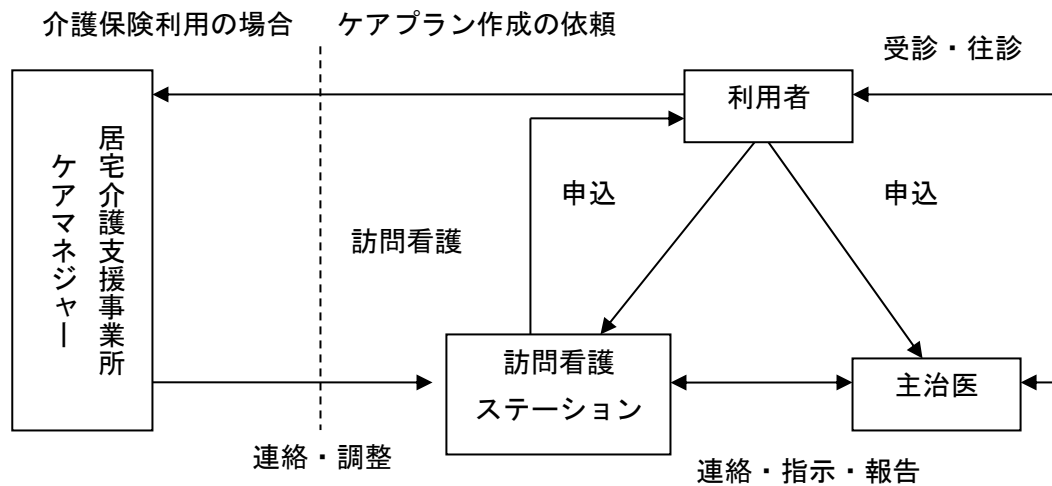 介護保険利用の場合
ケアプラン作成の依頼
受診・往診
利用者
居宅介護支援事業所
ケアマネジャー
申込
申込
訪問看護
訪問看護
ステーション
主治医
連絡・調整
連絡・指示・報告